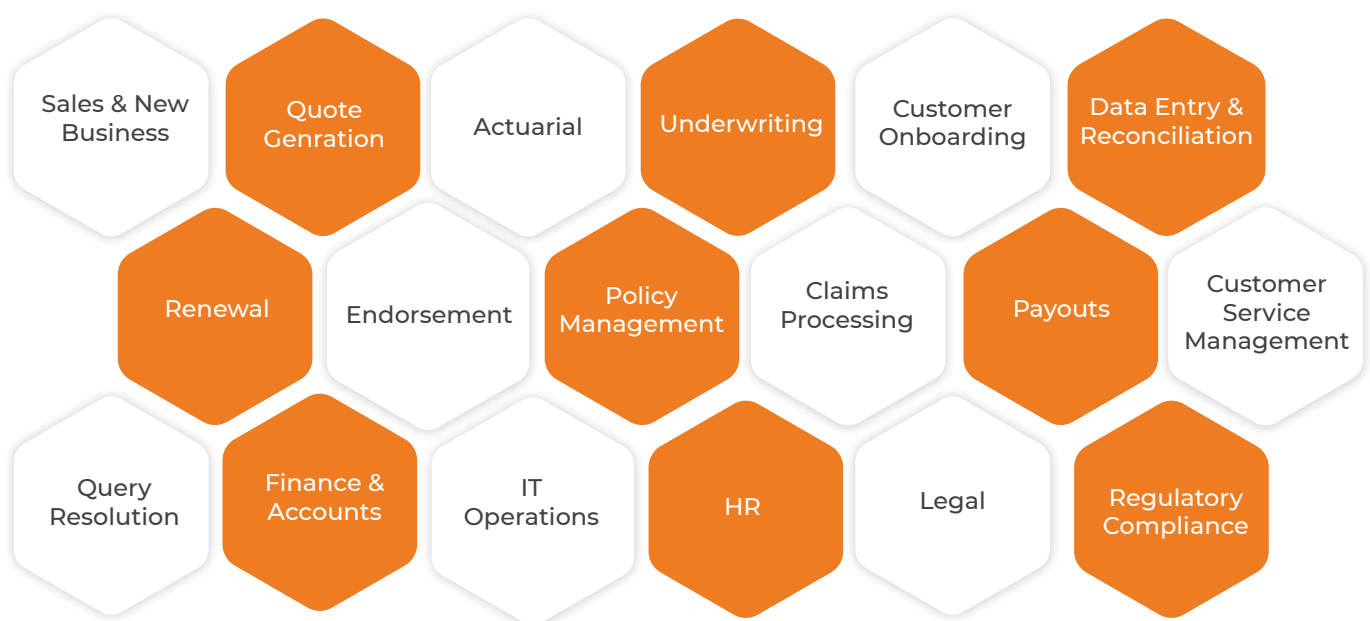 Sales & New
Business
Quote
Genration
Actuarial
Underwriting
Customer
Onboarding
Data Entry &
Reconciliation
Renewal
Endorsement
Policy
Management
Claims
Processing
Payouts
Customer
Service
Management
Query
Resolution
Finance &
Accounts
IT
Operations
HR
Legal
Regulatory
Compliance